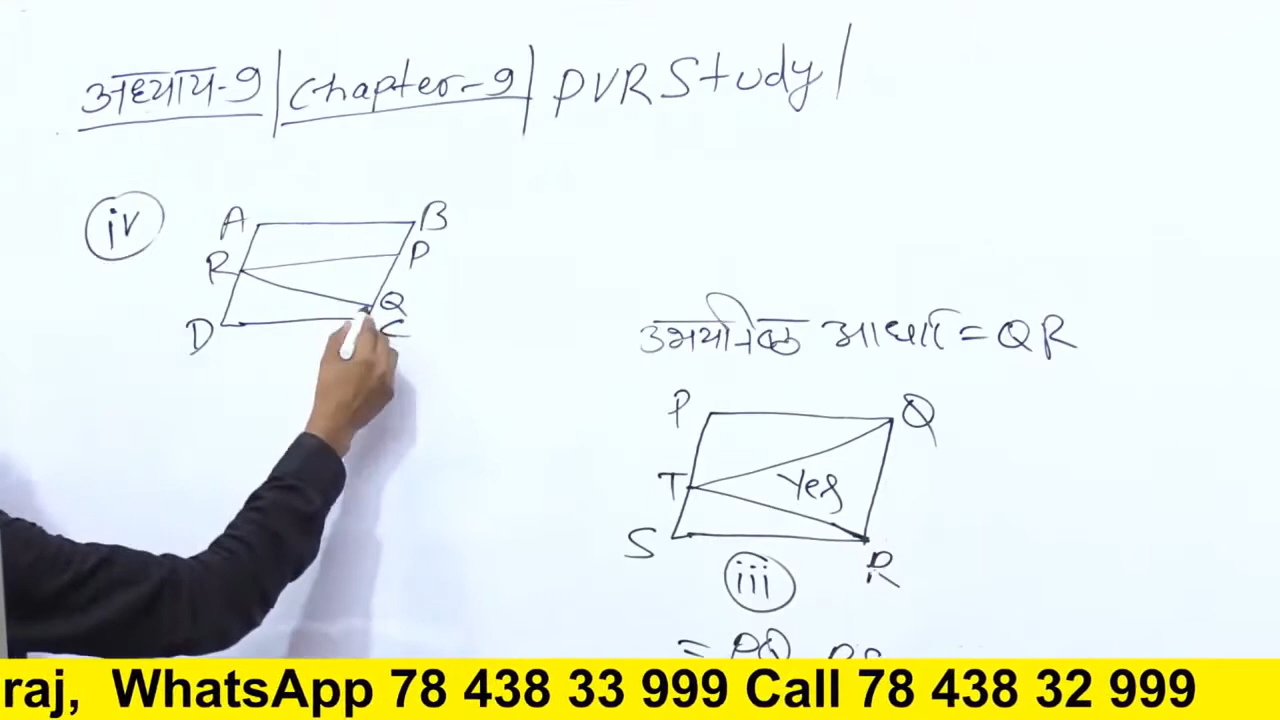 अध्याय-9 | Chapter-9 | PVR Study |
iv
A B
R P
Q
D C
उभयनिष्ठ आधार = QR
P Q
T Yes
S R
iii
= PQ
raj, WhatsApp 78 438 33 999 Call 78 438 32 999